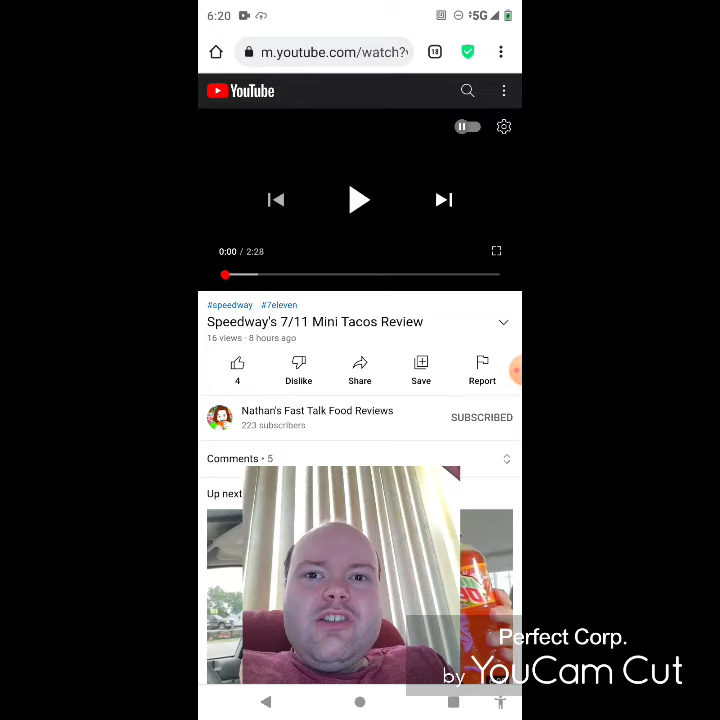 6:20
5G
m.youtube.com/watch?v
18
YouTube
0:00 / 2:28
#speedway #7eleven
Speedway's 7/11 Mini Tacos Review
16 views · 8 hours ago
4 Dislike Share Save Report
Nathan's Fast Talk Food Reviews
223 subscribers
SUBSCRIBED
Comments • 5
Up next
Perfect Corp.
by YouCam Cut